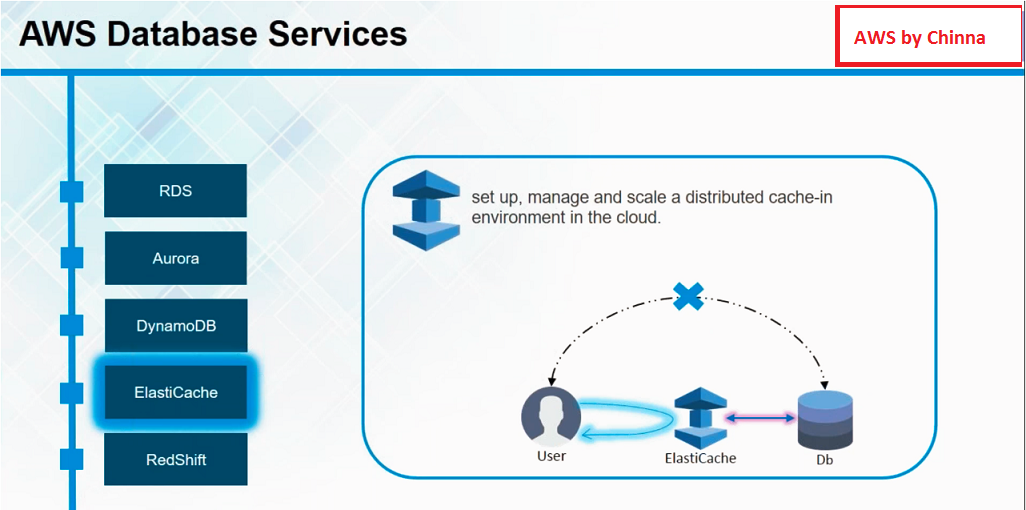 AWS Database Services
AWS by Chinna
RDS
Aurora
DynamoDB
ElastiCache
RedShift
set up, manage and scale a distributed cache-in
environment in the cloud.
User
ElastiCache
Db